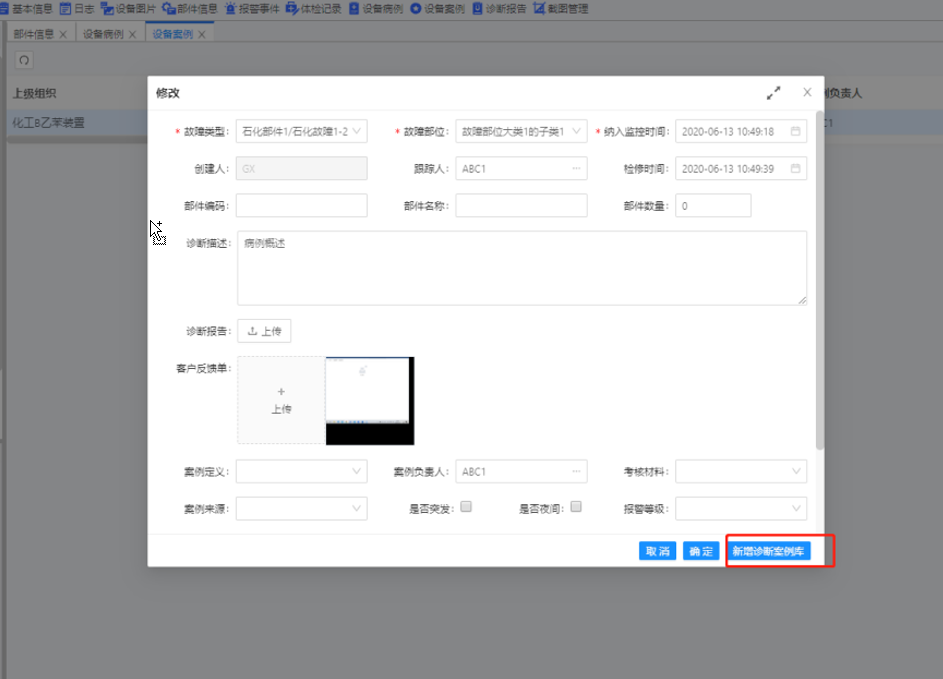 基本信息 日志 设备图片 部件信息 报警事件 体检记录 设备病例 设备案例 诊断报告 截图管理
部件信息 设备病例 设备案例
上级组织
例负责人
化工B乙苯装置
C1
修改
* 故障类型: 石化部件1/石化故障1-2 * 故障部位: 故障部位大类1的子类1 * 纳入监控时间: 2020-06-13 10:49:18
创建人: GX 跟踪人: ABC1 检修时间: 2020-06-13 10:49:39
部件编码: 部件名称: 部件数量: 0
诊断描述: 病例概述
诊断报告: 上传
客户反馈单:
+
上传
案例定义: 案例负责人: ABC1 考核材料:
案例来源: 是否突发: 是否夜间: 报警等级:
取消 确定 新增诊断案例库